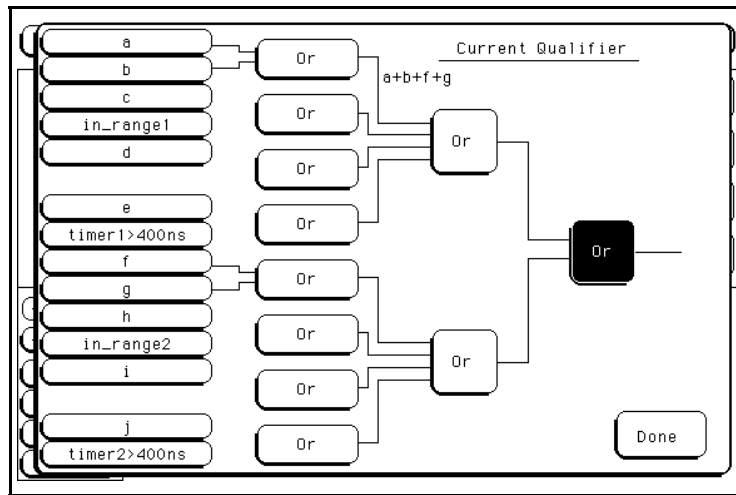 a
b
c
in_range1
d
e
timer1>400ns
f
g
h
in_range2
i
j
timer2>400ns
Or
Or
Or
Or
Or
Or
Or
Or
Current Qualifier
a+b+f+g
Or
Or
Or
Done